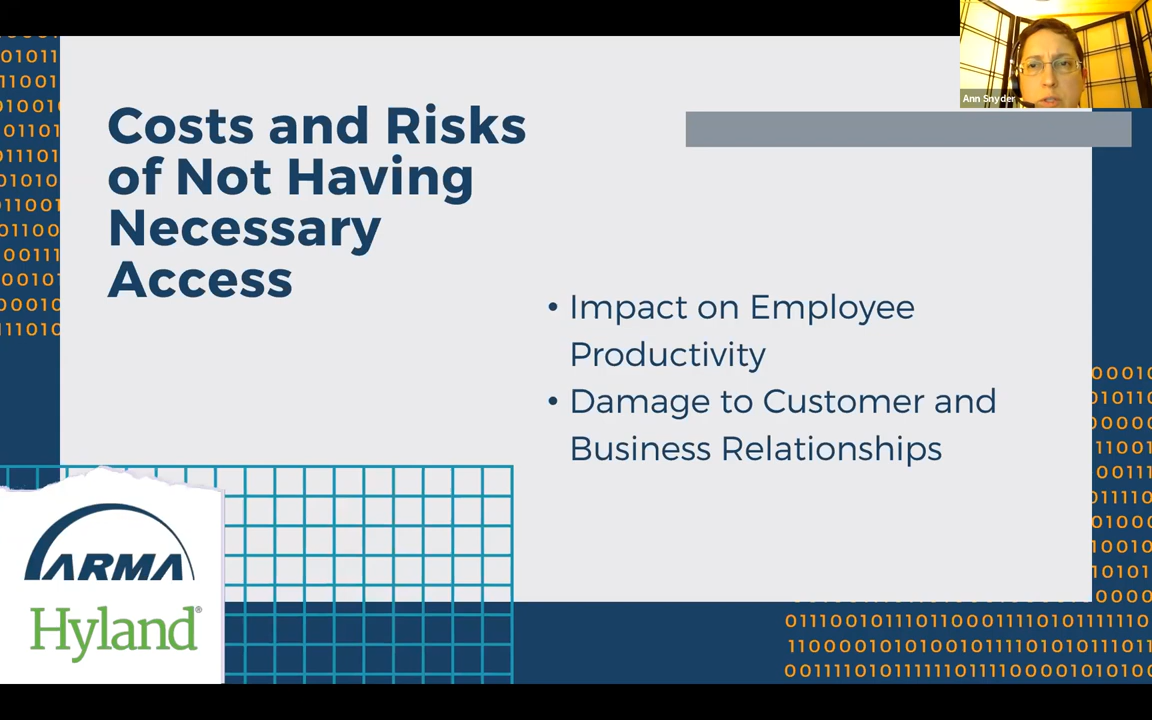 Ann Snyder
Costs and Risks
of Not Having
Necessary
Access
• Impact on Employee
Productivity
• Damage to Customer and
Business Relationships
ARMA
Hyland®